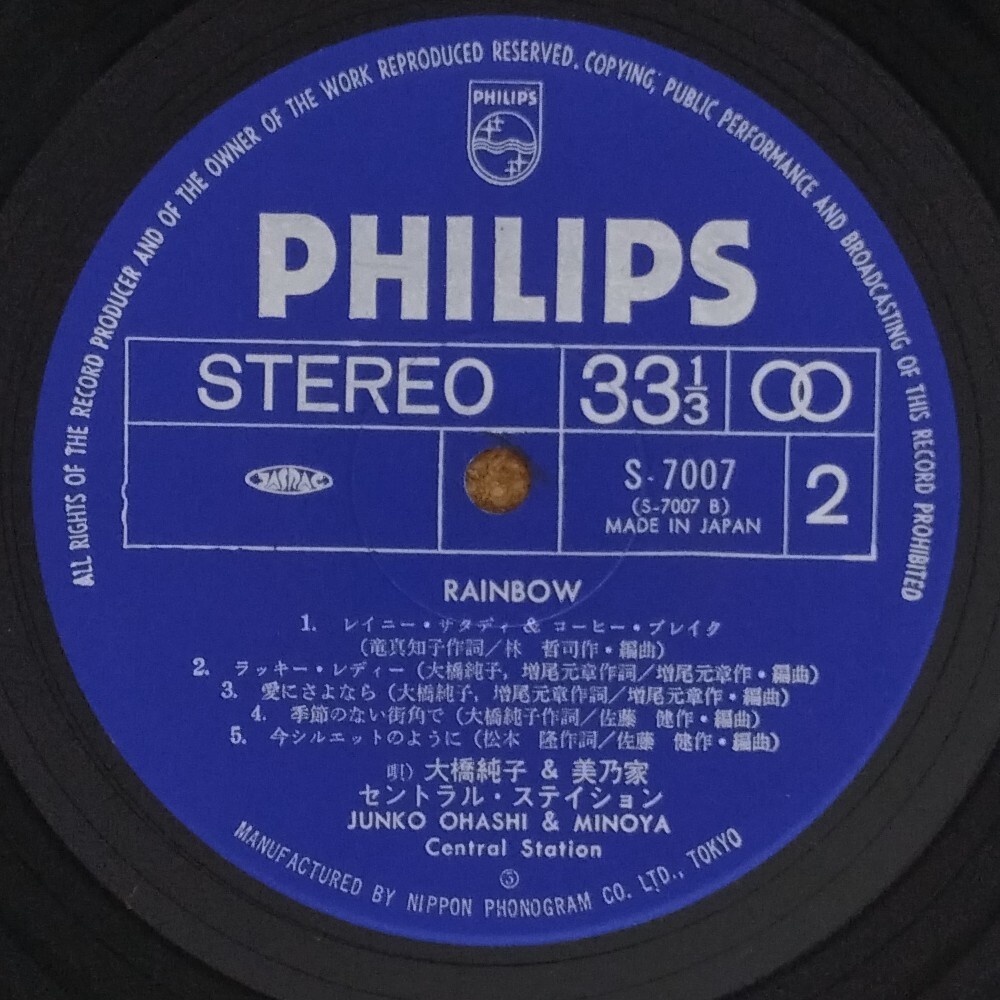 ALL RIGHTS OF THE RECORD PRODUCER AND OF THE OWNER OF THE WORK REPRODUCED RESERVED. COPYING, PUBLIC PERFORMANCE AND BROADCASTING OF THIS RECORD PROHIBITED
PHILIPS
PHILIPS
STEREO 33 1/3
JASRAC
S-7007
(S-7007 B)
MADE IN JAPAN
2
RAINBOW
1. レイニー・サタディ & コーヒー・ブレイク
(竜真知子作詞/林 哲司作・編曲)
2. ラッキー・レディー (大橋純子, 増尾元章作詞/増尾元章作・編曲)
3. 愛にさよなら (大橋純子, 増尾元章作詞/増尾元章作・編曲)
4. 季節のない街角で (大橋純子作詞/佐藤 健作・編曲)
5. 今シルエットのように (松本 隆作詞/佐藤 健作・編曲)
唄) 大橋純子 & 美乃家
セントラル・ステイション
JUNKO OHASHI & MINOYA
Central Station
⑤
MANUFACTURED BY NIPPON PHONOGRAM CO. LTD., TOKYO